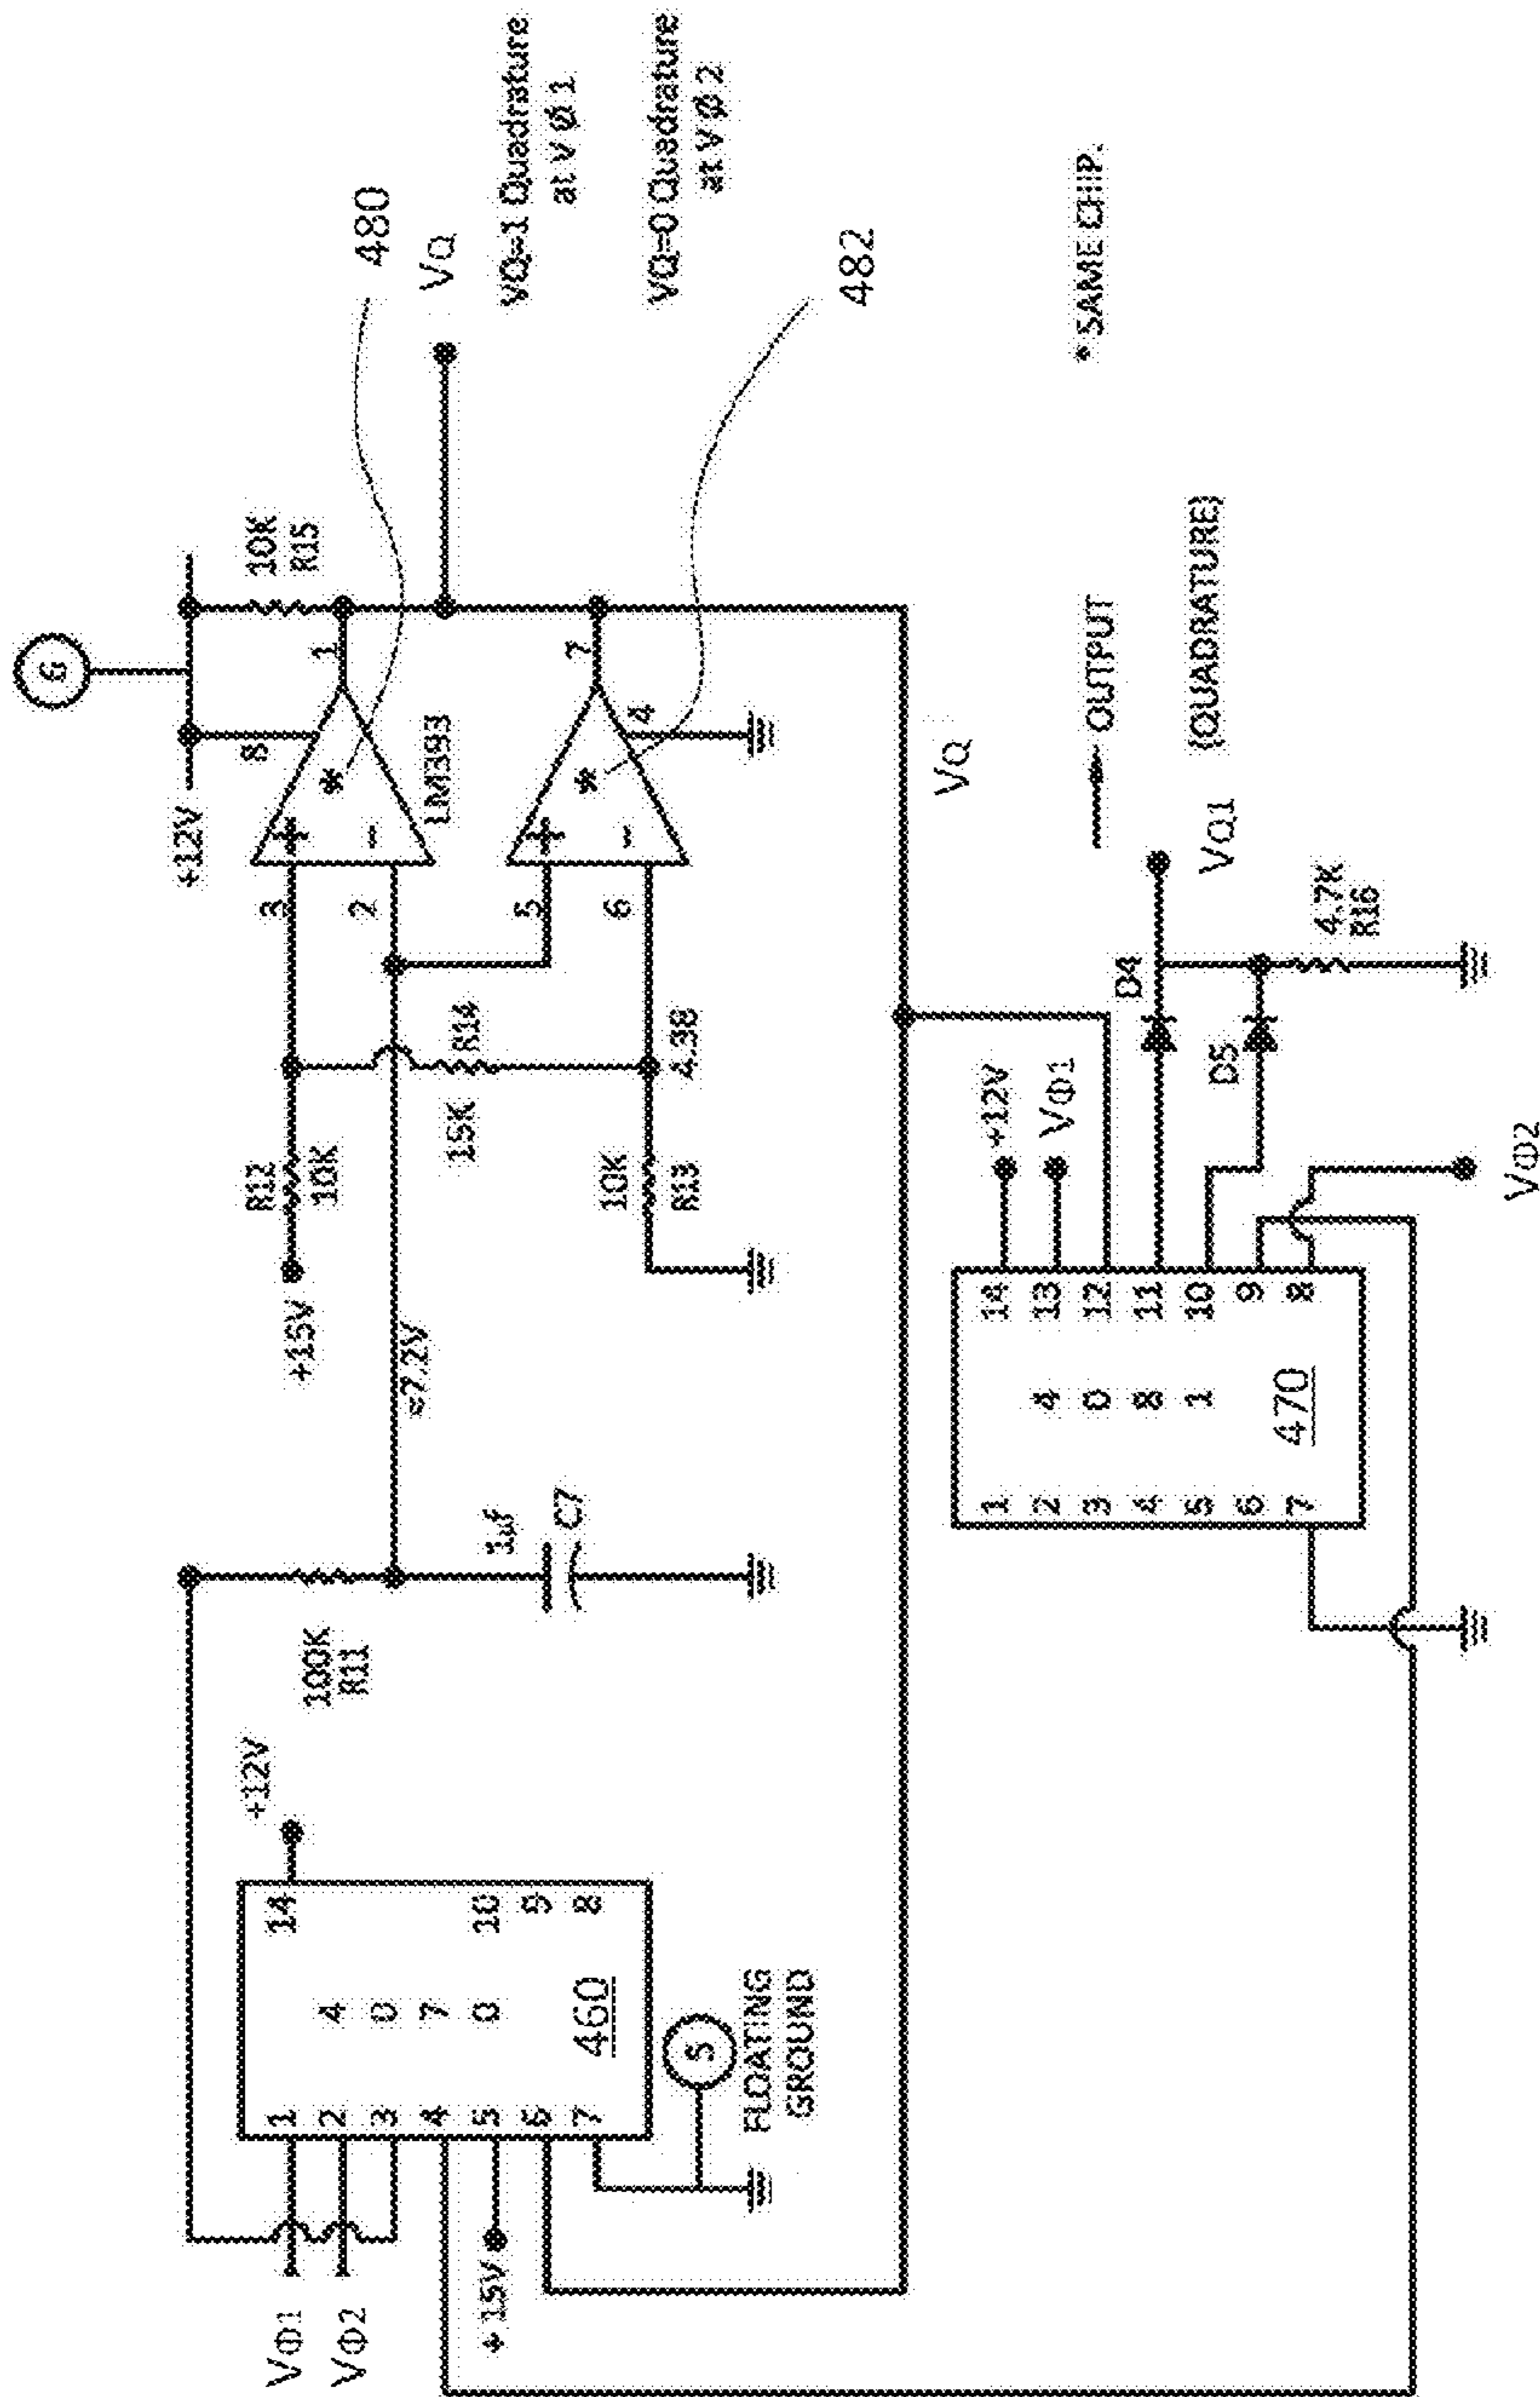 G
+12V
8
3
2
1
10K
R15
480
VQ
VQ=1 Quadrature
at V Ø 1
VQ=0 Quadrature
at V Ø 2
LM393
5
6
7
4
482
* SAME CHIP.
+15V
R12
10K
R14
15K
4.38
10K
R13
=7.2V
100K
R11
1uf
C7
+12V
VΦ1
VΦ2
1
2
3
4
5
6
7
14
10
9
8
4
0
7
0
460
+ 15V
S
FLOATING
GROUND
VQ
+12V
VΦ1
1
2
3
4
5
6
7
14
13
12
11
10
9
8
4
0
8
1
470
D4
D5
VQ1
OUTPUT
(QUADRATURE)
4.7K
R16
VΦ2